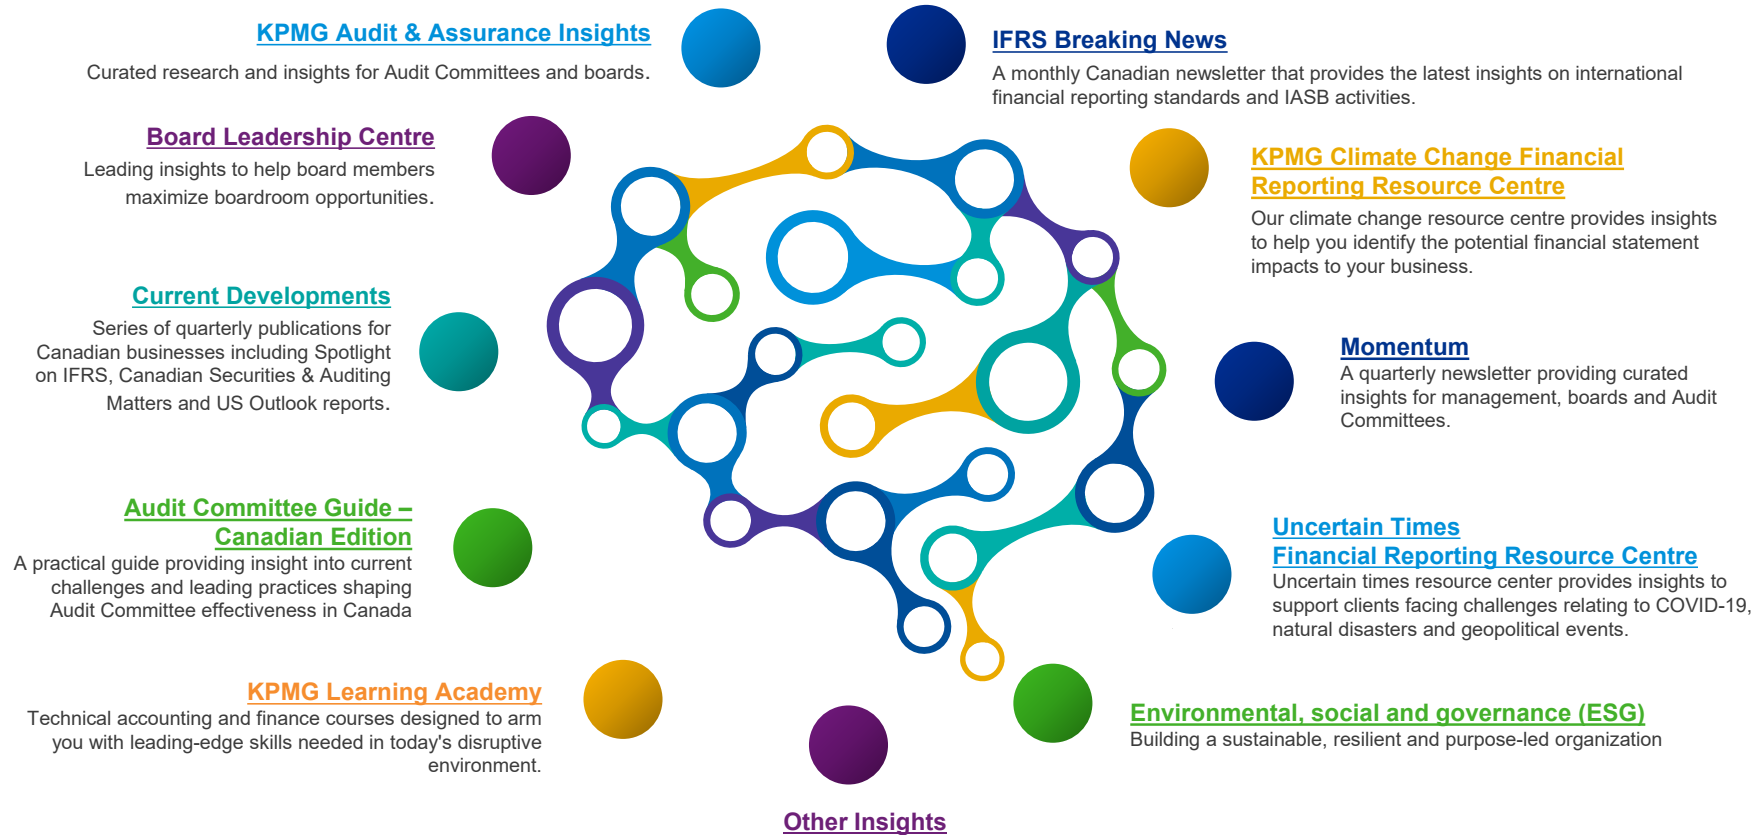 KPMG Audit & Assurance Insights
Curated research and insights for Audit Committees and boards.
Board Leadership Centre
Leading insights to help board members
maximize boardroom opportunities.
Current Developments
Series of quarterly publications for
Canadian businesses including Spotlight
on IFRS, Canadian Securities & Auditing
Matters and US Outlook reports.
Audit Committee Guide –
Canadian Edition
A practical guide providing insight into current
challenges and leading practices shaping
Audit Committee effectiveness in Canada
KPMG Learning Academy
Technical accounting and finance courses designed to arm
you with leading-edge skills needed in today's disruptive
environment.
Other Insights
IFRS Breaking News
A monthly Canadian newsletter that provides the latest insights on international
financial reporting standards and IASB activities.
KPMG Climate Change Financial
Reporting Resource Centre
Our climate change resource centre provides insights
to help you identify the potential financial statement
impacts to your business.
Momentum
A quarterly newsletter providing curated
insights for management, boards and Audit
Committees.
Uncertain Times
Financial Reporting Resource Centre
Uncertain times resource center provides insights to
support clients facing challenges relating to COVID-19,
natural disasters and geopolitical events.
Environmental, social and governance (ESG)
Building a sustainable, resilient and purpose-led organization